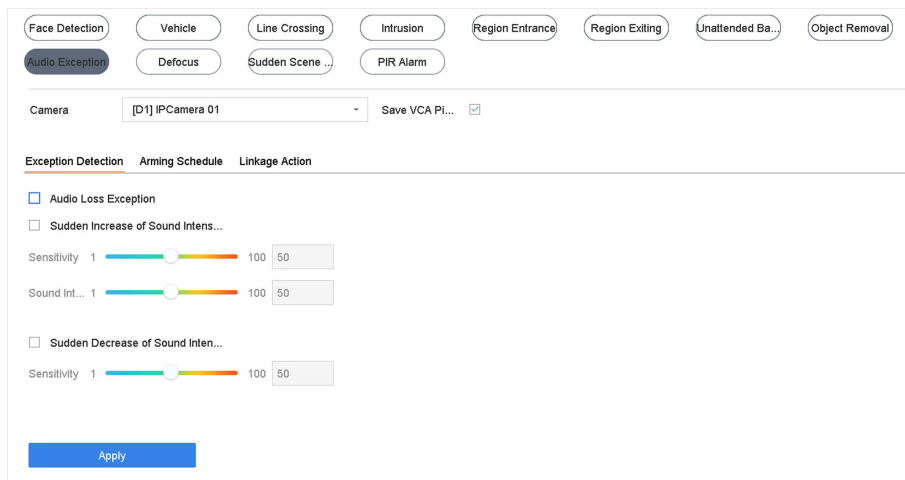 Face Detection Vehicle Line Crossing Intrusion Region Entrance Region Exiting Unattended Ba... Object Removal
Audio Exception Defocus Sudden Scene ... PIR Alarm
Camera [D1] IPCamera 01 Save VCA Pi...
Exception Detection Arming Schedule Linkage Action
Audio Loss Exception
Sudden Increase of Sound Intens...
Sensitivity 1 100 50
Sound Int... 1 100 50
Sudden Decrease of Sound Inten...
Sensitivity 1 100 50
Apply